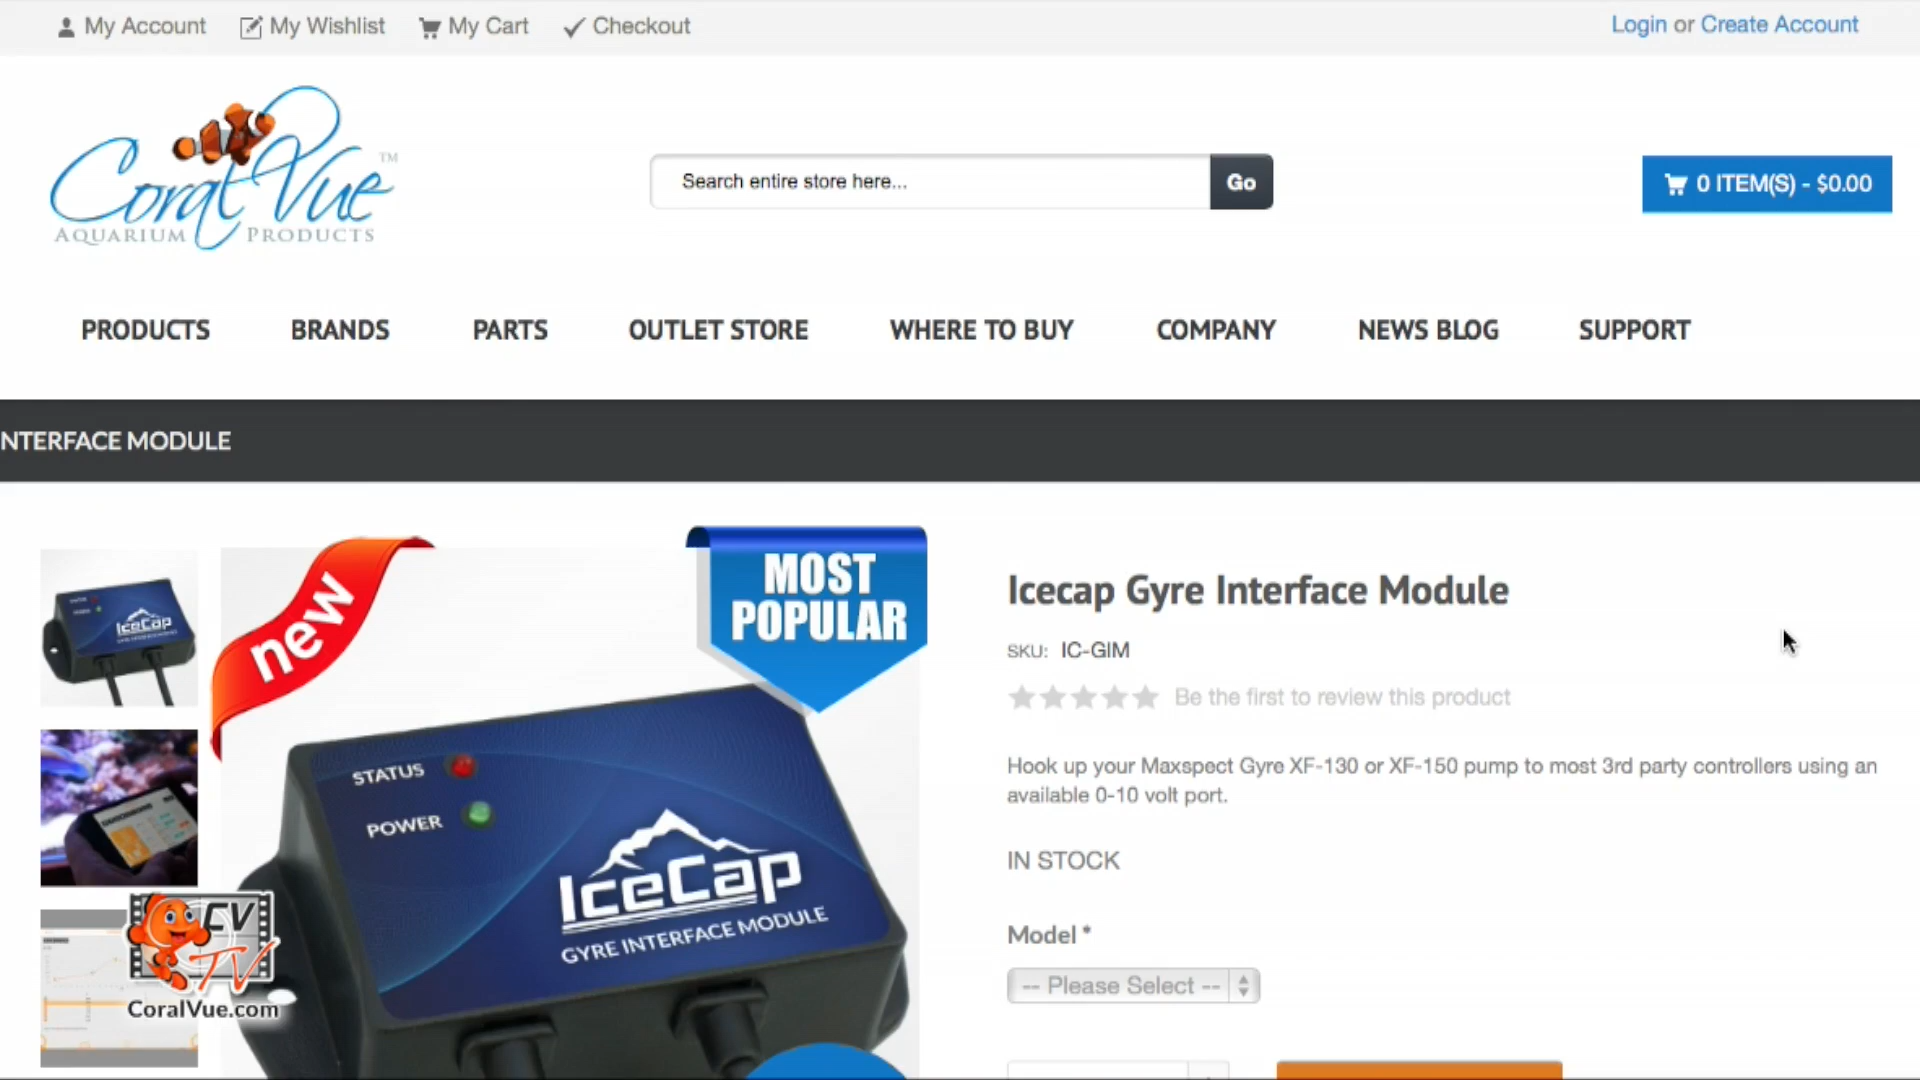 My Account My Wishlist My Cart Checkout Login or Create Account
Coral Vue ™
AQUARIUM PRODUCTS
Search entire store here... Go
0 ITEM(S) - $0.00
PRODUCTS BRANDS PARTS OUTLET STORE WHERE TO BUY COMPANY NEWS BLOG SUPPORT
NTERFACE MODULE
new
MOST
POPULAR
STATUS
POWER
IceCap
GYRE INTERFACE MODULE
IceCap
CV
TV
CoralVue.com
Icecap Gyre Interface Module
SKU: IC-GIM
Be the first to review this product
Hook up your Maxspect Gyre XF-130 or XF-150 pump to most 3rd party controllers using an
available 0-10 volt port.
IN STOCK
Model *
-- Please Select --